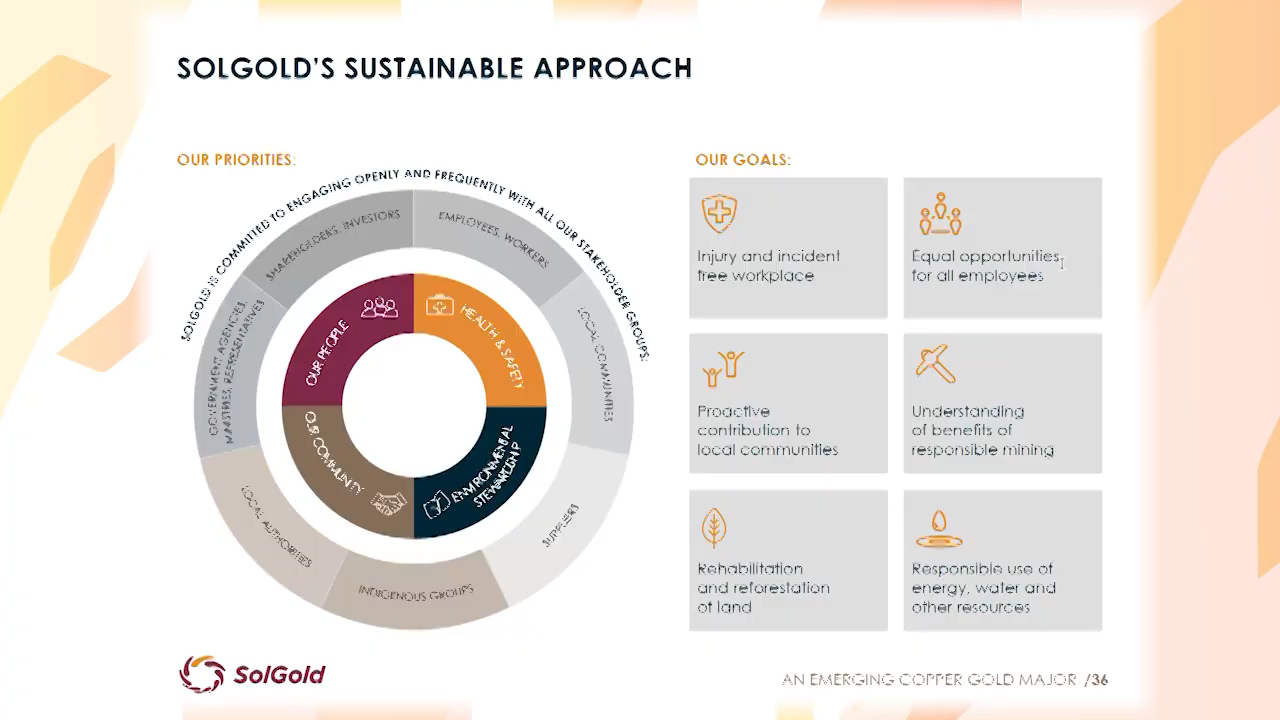 SOLGOLD'S SUSTAINABLE APPROACH
OUR PRIORITIES:
SOLGOLD IS COMMITTED TO ENGAGING OPENLY AND FREQUENTLY WITH ALL OUR STAKEHOLDER GROUPS:
SHAREHOLDERS, INVESTORS
EMPLOYEES, WORKERS
LOCAL COMMUNITIES
SUPPLIERS
INDIGENOUS GROUPS
LOCAL AUTHORITIES
GOVERNMENT AGENCIES,
MINISTRIES, REPRESENTATIVES
OUR PEOPLE
HEALTH & SAFETY
ENVIRONMENTAL
STEWARDSHIP
OUR COMMUNITY
OUR GOALS:
Injury and incident
free workplace
Equal opportunities
for all employees
Proactive
contribution to
local communities
Understanding
of benefits of
responsible mining
Rehabilitation
and reforestation
of land
Responsible use of
energy, water and
other resources
SolGold
AN EMERGING COPPER GOLD MAJOR /36